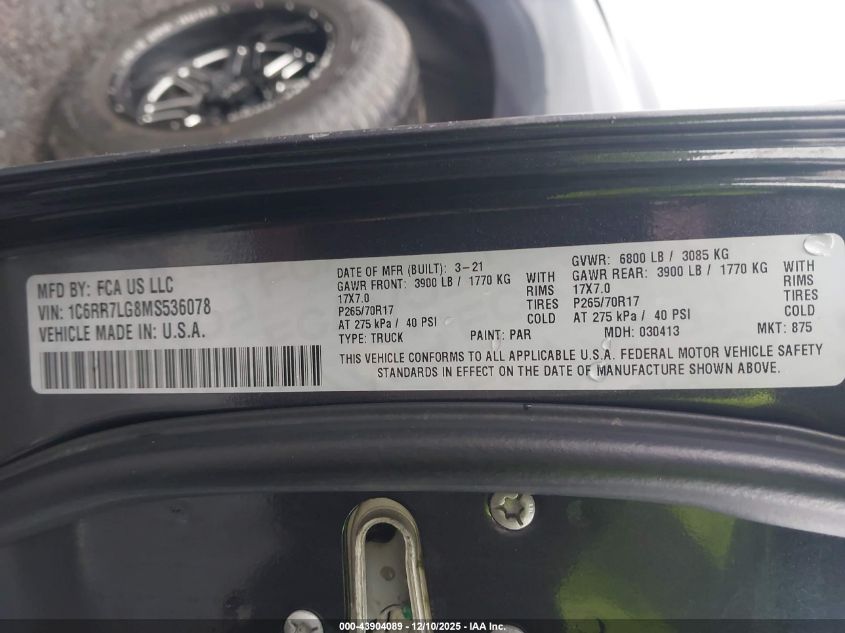 MFD BY: FCA US LLC
VIN: 1C6RR7LG8MS536078
VEHICLE MADE IN: U.S.A.
DATE OF MFR (BUILT): 3-21
GAWR FRONT: 3900 LB / 1770 KG WITH
17X7.0 RIMS
P265/70R17 TIRES
AT 275 kPa / 40 PSI COLD
TYPE: TRUCK PAINT: PAR
GVWR: 6800 LB / 3085 KG
GAWR REAR: 3900 LB / 1770 KG WITH
17X7.0 RIMS
P265/70R17 TIRES
AT 275 kPa / 40 PSI COLD
MDH: 030413 MKT: 875
THIS VEHICLE CONFORMS TO ALL APPLICABLE U.S.A. FEDERAL MOTOR VEHICLE SAFETY
STANDARDS IN EFFECT ON THE DATE OF MANUFACTURE SHOWN ABOVE.
000-43904089 - 12/10/2025 - IAA Inc.